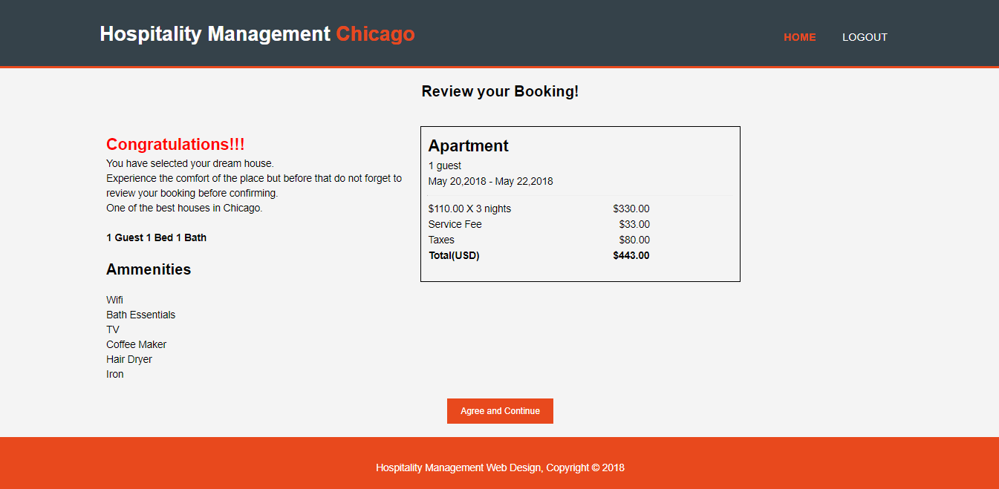 Hospitality Management Chicago
HOME LOGOUT
Review your Booking!
Congratulations!!!
You have selected your dream house.
Experience the comfort of the place but before that do not forget to
review your booking before confirming.
One of the best houses in Chicago.
1 Guest 1 Bed 1 Bath
Ammenities
Wifi
Bath Essentials
TV
Coffee Maker
Hair Dryer
Iron
Apartment
1 guest
May 20,2018 - May 22,2018
$110.00 X 3 nights $330.00
Service Fee $33.00
Taxes $80.00
Total(USD) $443.00
Agree and Continue
Hospitality Management Web Design, Copyright © 2018